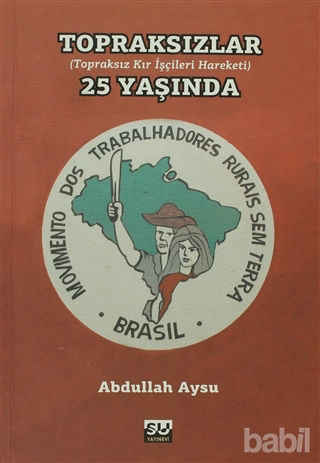 TOPRAKSIZLAR
(Topraksız Kır İşçileri Hareketi)
25 YAŞINDA
MOVIMENTO DOS TRABALHADORES RURAIS SEM TERRA
· BRASIL ·
Abdullah Aysu
SU
YAYINEVİ
babil